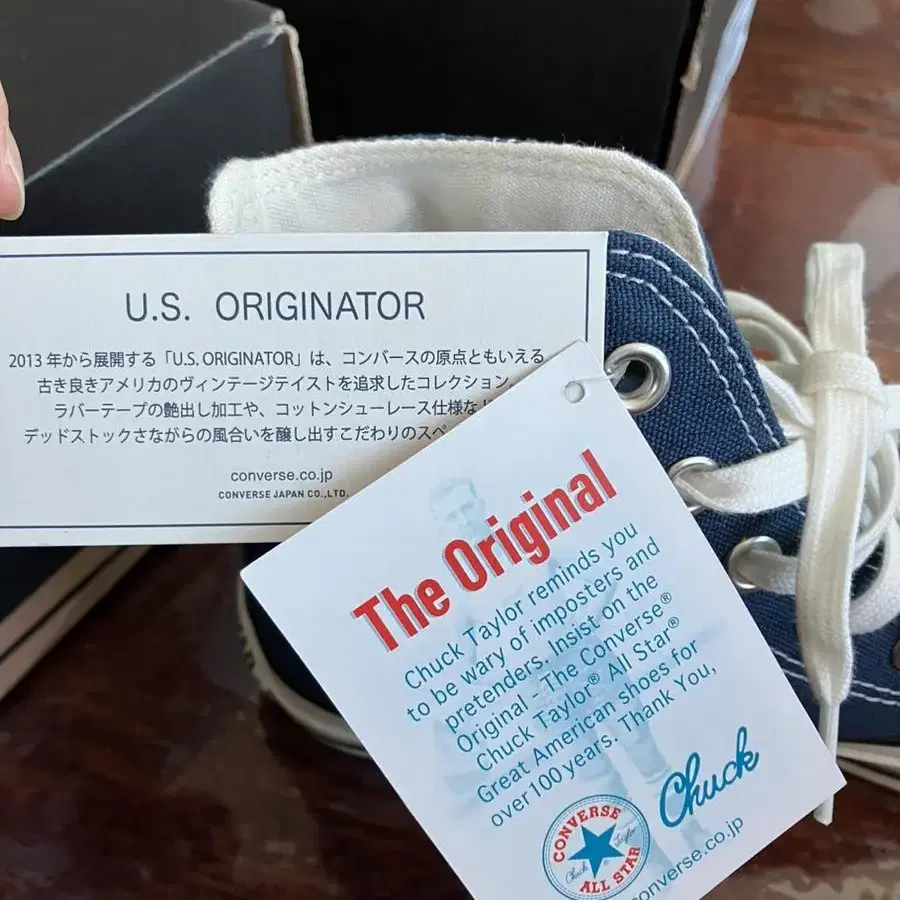 U.S. ORIGINATOR
2013年から展開する「U.S. ORIGINATOR」は、コンバースの原点ともいえる
古き良きアメリカのヴィンテージテイストを追求したコレクション。
ラバーテープの艶出し加工や、コットンシューレース仕様な
デッドストックさながらの風合いを醸し出すこだわりのスペ
converse.co.jp
CONVERSE JAPAN CO.,LTD.
The Original
Chuck Taylor reminds you
to be wary of imposters and
pretenders. Insist on the
Original - The Converse®
Chuck Taylor® All Star®
Great American shoes for
over 100 years. Thank You,
Chuck
CONVERSE
Chuck Taylor
ALL STAR
converse.co.jp